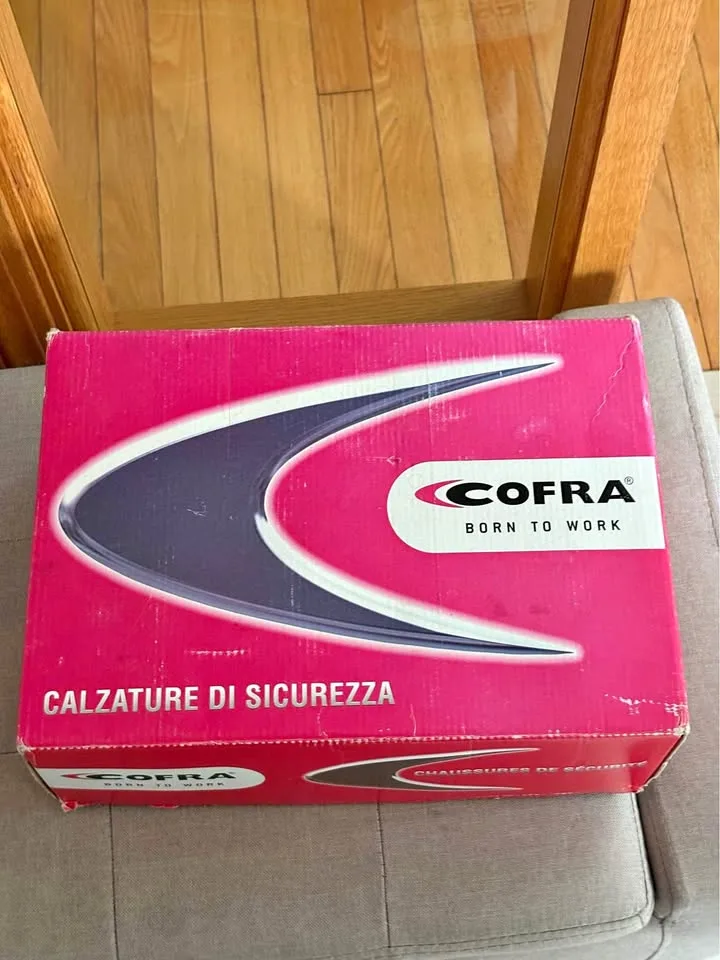 COFRA®
BORN TO WORK
CALZATURE DI SICUREZZA
COFRA
BORN TO WORK
CHAUSSURES DE SÉCURITÉ